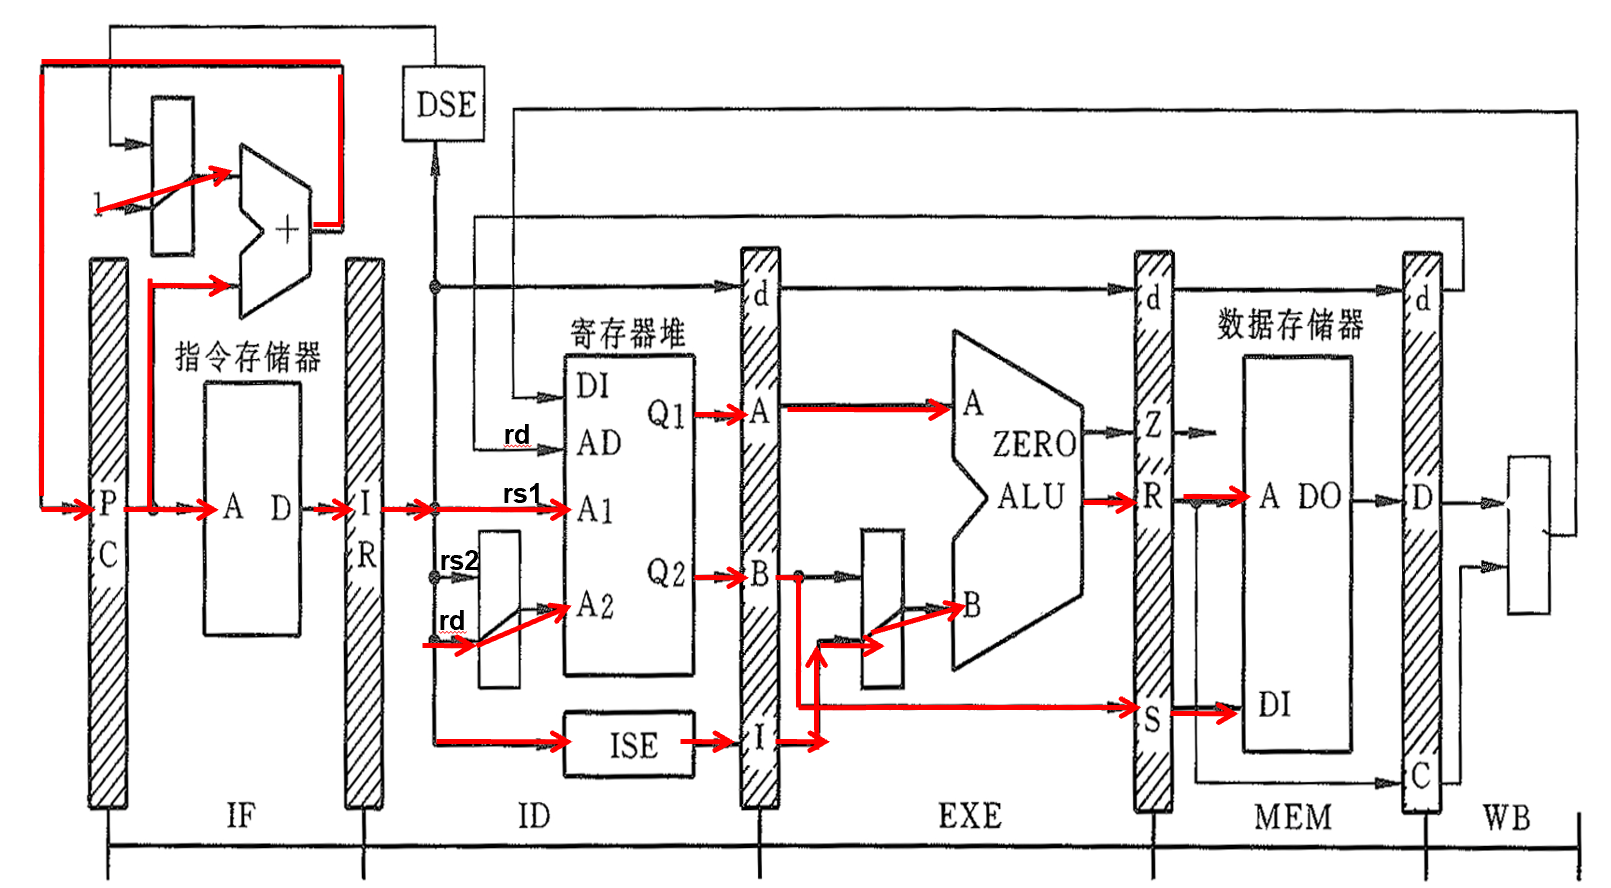 DSE
1
+
指令存储器
寄存器堆
数据存储器
d
d
d
DI
Q1
A
A
rd
AD
Z
ZERO
P
C
A
D
I
R
rs1
A1
ALU
R
A
DO
D
rs2
Q2
B
rd
A2
B
ISE
I
S
DI
C
IF
ID
EXE
MEM
WB